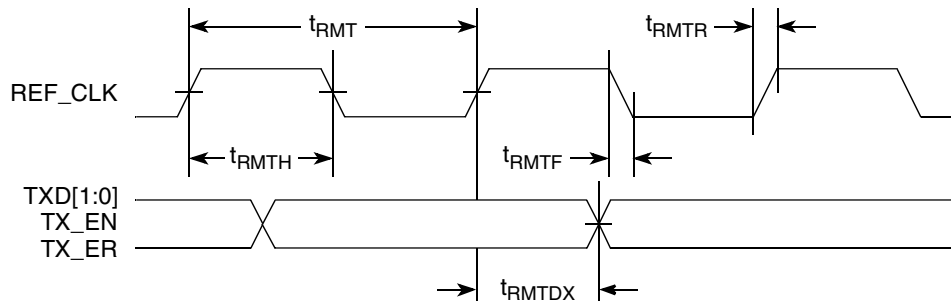 tRMT
tRMTR
REF_CLK
tRMTH
tRMTF
TXD[1:0]
TX_EN
TX_ER
tRMTDX